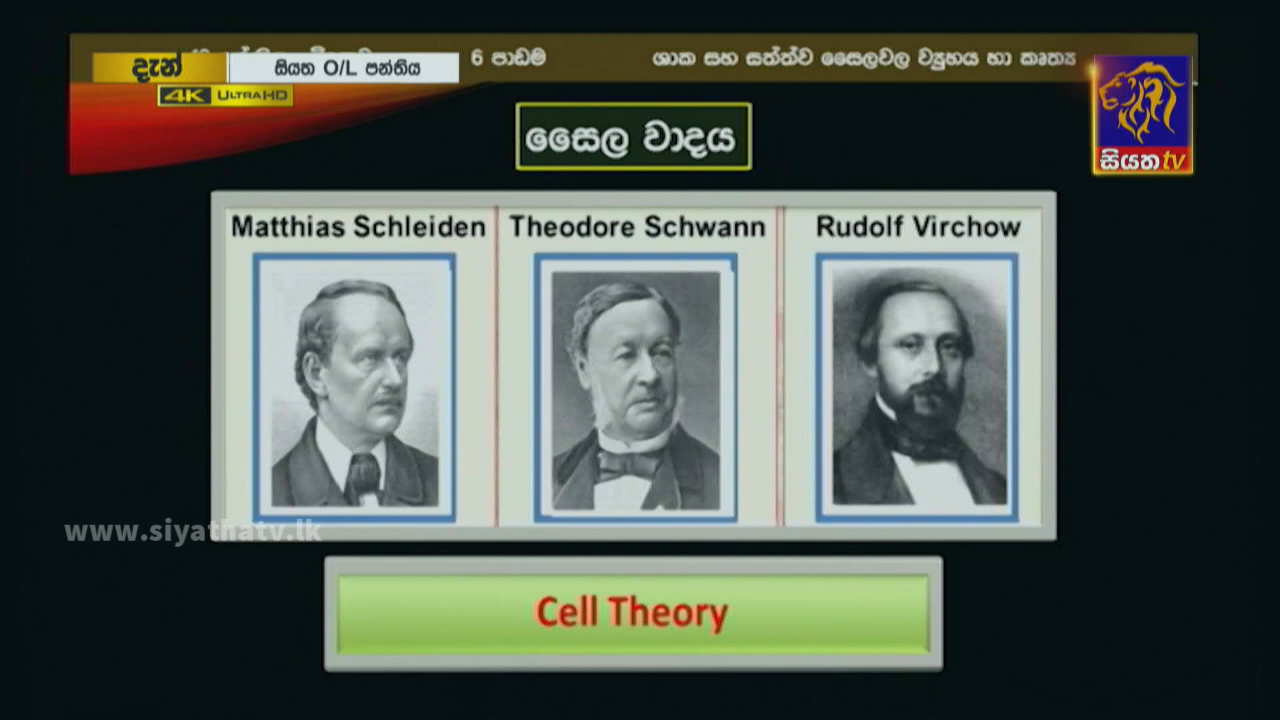 දැන්
සියත O/L පන්තිය
6 පාඩම
ශාක සහ සත්ත්ව සෛලවල ව්‍යුහය හා කෘත්‍ය
4K ULTRA HD
සියත tv
සෛල වාදය
Matthias Schleiden
Theodore Schwann
Rudolf Virchow
www.siyathatv.lk
Cell Theory